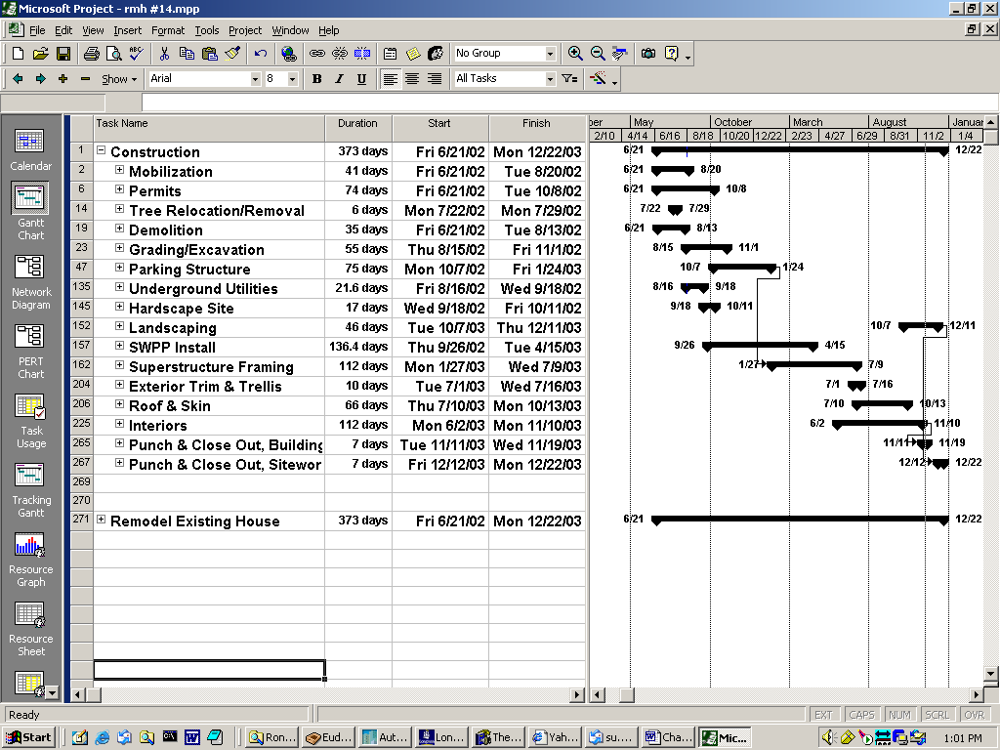 Microsoft Project - rmh #14.mpp
File Edit View Insert Format Tools Project Window Help
No Group
Show Arial 8 B I U All Tasks
Task Name Duration Start Finish
ber May October March August Januar
2/10 4/14 6/16 8/18 10/20 12/22 2/23 4/27 6/29 8/31 11/2 1/4
1 Construction 373 days Fri 6/21/02 Mon 12/22/03 6/21 12/22
2 Mobilization 41 days Fri 6/21/02 Tue 8/20/02 6/21 8/20
6 Permits 74 days Fri 6/21/02 Tue 10/8/02 6/21 10/8
14 Tree Relocation/Removal 6 days Mon 7/22/02 Mon 7/29/02 7/22 7/29
19 Demolition 35 days Fri 6/21/02 Tue 8/13/02 6/21 8/13
23 Grading/Excavation 55 days Thu 8/15/02 Fri 11/1/02 8/15 11/1
47 Parking Structure 75 days Mon 10/7/02 Fri 1/24/03 10/7 1/24
135 Underground Utilities 21.6 days Fri 8/16/02 Wed 9/18/02 8/16 9/18
145 Hardscape Site 17 days Wed 9/18/02 Fri 10/11/02 9/18 10/11
152 Landscaping 46 days Tue 10/7/03 Thu 12/11/03 10/7 12/11
157 SWPP Install 136.4 days Thu 9/26/02 Tue 4/15/03 9/26 4/15
162 Superstructure Framing 112 days Mon 1/27/03 Wed 7/9/03 1/27 7/9
204 Exterior Trim & Trellis 10 days Tue 7/1/03 Wed 7/16/03 7/1 7/16
206 Roof & Skin 66 days Thu 7/10/03 Mon 10/13/03 7/10 10/13
225 Interiors 112 days Mon 6/2/03 Mon 11/10/03 6/2 11/10
265 Punch & Close Out, Building 7 days Tue 11/11/03 Wed 11/19/03 11/11 11/19
267 Punch & Close Out, Sitewor 7 days Fri 12/12/03 Mon 12/22/03 12/12 12/22
269
270
271 Remodel Existing House 373 days Fri 6/21/02 Mon 12/22/03 6/21 12/22
Calendar
Gantt
Chart
Network
Diagram
PERT
Chart
Task
Usage
Tracking
Gantt
Resource
Graph
Resource
Sheet
Ready EXT CAPS NUM SCRL OVR
Start Ron... Eud... Aut... Lon... The... Yah... su.... Cha... Mic... 1:01 PM